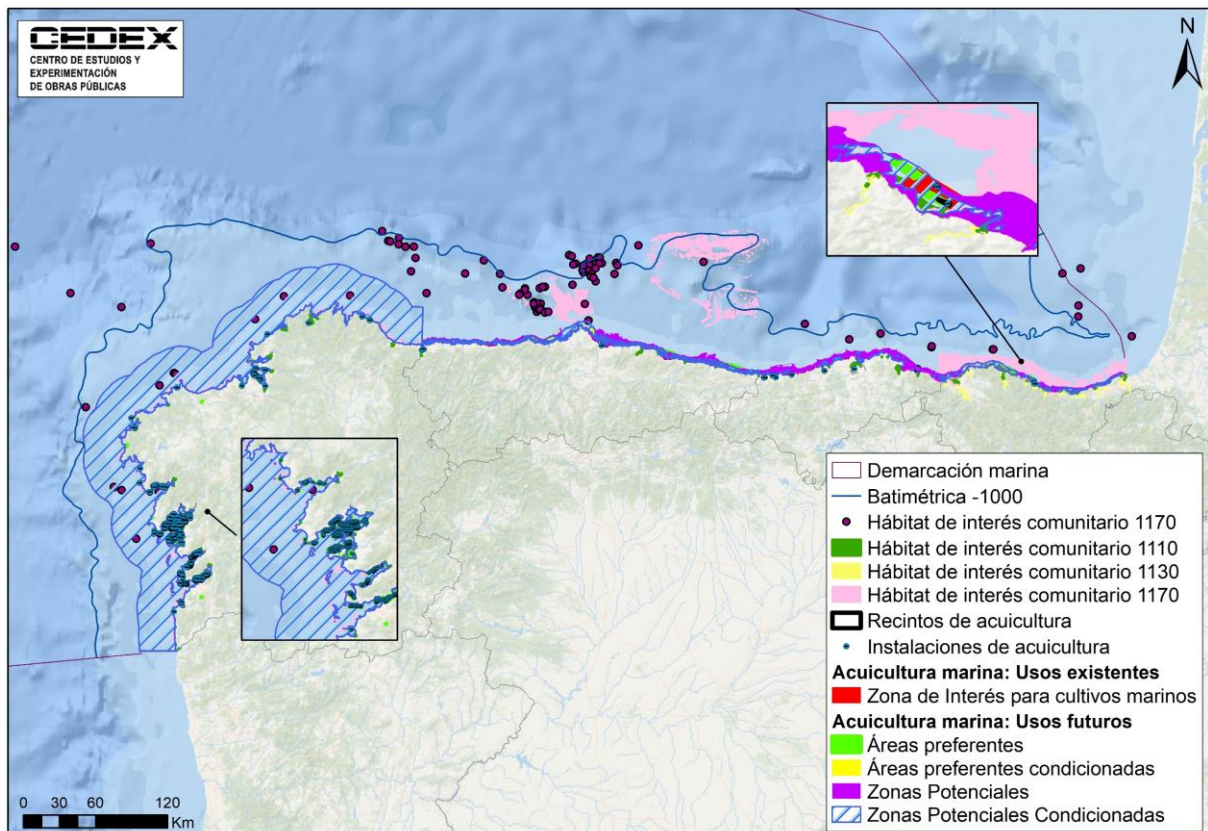 CEDEX
CENTRO DE ESTUDIOS Y
EXPERIMENTACIÓN
DE OBRAS PÚBLICAS
N
Demarcación marina
Batimétrica -1000
Hábitat de interés comunitario 1170
Hábitat de interés comunitario 1110
Hábitat de interés comunitario 1130
Hábitat de interés comunitario 1170
Recintos de acuicultura
Instalaciones de acuicultura
Acuicultura marina: Usos existentes
Zona de Interés para cultivos marinos
Acuicultura marina: Usos futuros
Áreas preferentes
Áreas preferentes condicionadas
Zonas Potenciales
Zonas Potenciales Condicionadas
0 30 60 120
Km